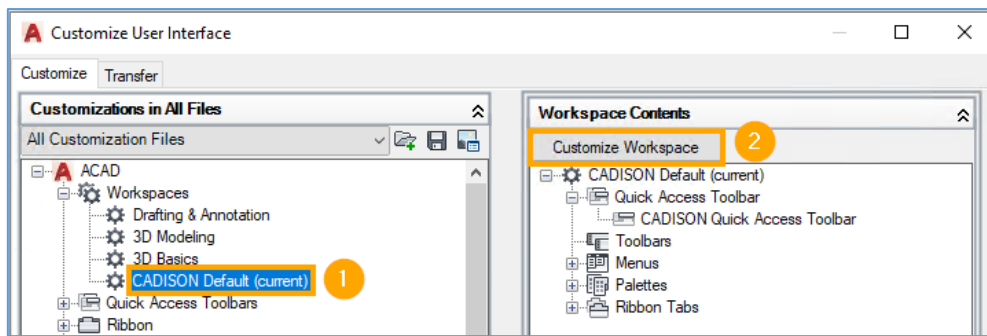 Customize User Interface
Customize Transfer
Customizations in All Files
All Customization Files
ACAD
Workspaces
Drafting & Annotation
3D Modeling
3D Basics
CADISON Default (current)
1
Quick Access Toolbars
Ribbon
Workspace Contents
Customize Workspace
2
CADISON Default (current)
Quick Access Toolbar
CADISON Quick Access Toolbar
Toolbars
Menus
Palettes
Ribbon Tabs